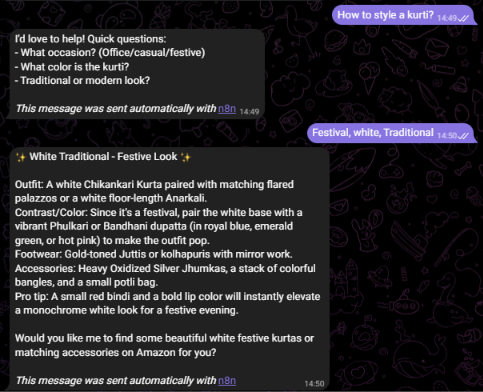 How to style a kurti? 14:49
I'd love to help! Quick questions:
- What occasion? (Office/casual/festive)
- What color is the kurti?
- Traditional or modern look?
This message was sent automatically with n8n 14:49
Festival, white, Traditional 14:50
✨ White Traditional - Festive Look ✨
Outfit: A white Chikankari Kurta paired with matching flared
palazzos or a white floor-length Anarkali.
Contrast/Color: Since it's a festival, pair the white base with a
vibrant Phulkari or Bandhani dupatta (in royal blue, emerald
green, or hot pink) to make the outfit pop.
Footwear: Gold-toned Juttis or kolhapuris with mirror work.
Accessories: Heavy Oxidized Silver Jhumkas, a stack of colorful
bangles, and a small potli bag.
Pro tip: A small red bindi and a bold lip color will instantly elevate
a monochrome white look for a festive evening.
Would you like me to find some beautiful white festive kurtas or
matching accessories on Amazon for you?
This message was sent automatically with n8n 14:50